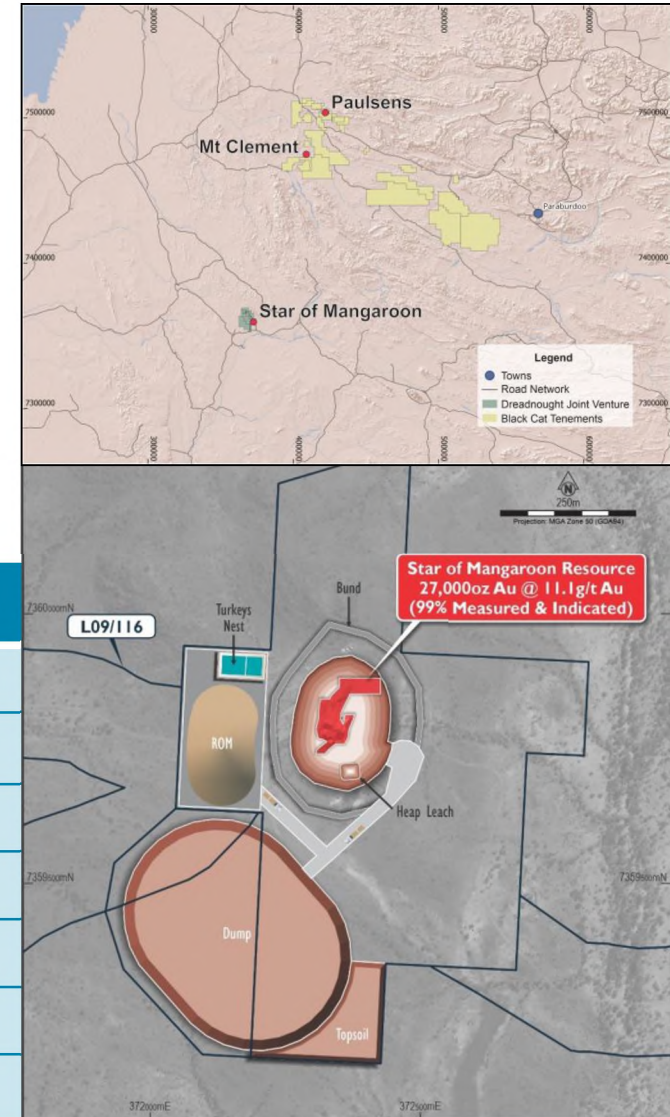 300000
400000
500000
600000
7500000
7500000
Paulsens
Mt Clement
Paraburdoo
7400000
7400000
Star of Mangaroon
Legend
Towns
Road Network
Dreadnought Joint Venture
Black Cat Tenements
7300000
7300000
300000
400000
500000
600000
N
250m
Projection: MGA Zone 50 (GDA94)
Star of Mangaroon Resource
27,000oz Au @ 11.1g/t Au
(99% Measured & Indicated)
Bund
7360000mN
Turkeys
Nest
L09/116
ROM
Heap Leach
7359500mN
7359500mN
Dump
Topsoil
372000mE
372500mE